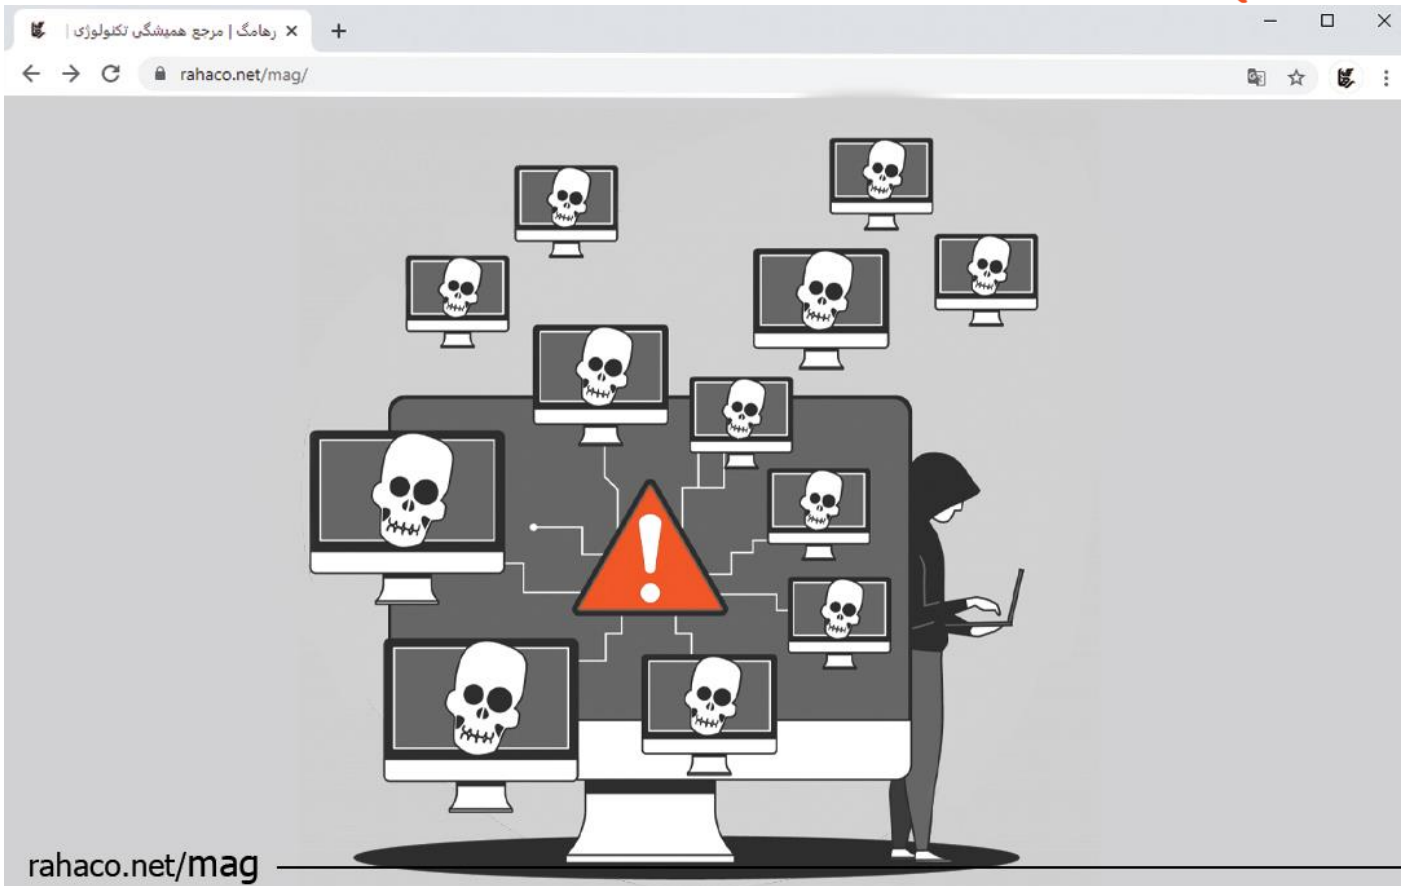 رهامگ | مرجع همیشگی تکنولوژی |
rahaco.net/mag/
rahaco.net/mag